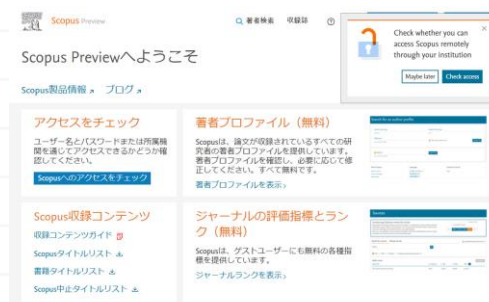 Scopus Preview
著者検索 収録誌
Check whether you can
access Scopus remotely
through your institution
Maybe later Check access
Scopus Previewへようこそ
Scopus製品情報 ブログ
アクセスをチェック
ユーザー名とパスワードまたは所属機
関を通じてアクセスできるかどうか確
認してください。
Scopusへのアクセスをチェック
著者プロファイル（無料）
Scopusは、論文が収録されているすべての研
究者の著者プロファイルを提供しています。
著者プロファイルを確認し、必要に応じて修
正してください。すべて無料です。
著者プロファイルを表示›
Scopus収録コンテンツ
収録コンテンツガイド
Scopusタイトルリスト
書籍タイトルリスト
Scopus中止タイトルリスト
ジャーナルの評価指標とラン
ク（無料）
Scopusは、ゲストユーザーにも無料の各種指
標を提供しています。
ジャーナルランクを表示›